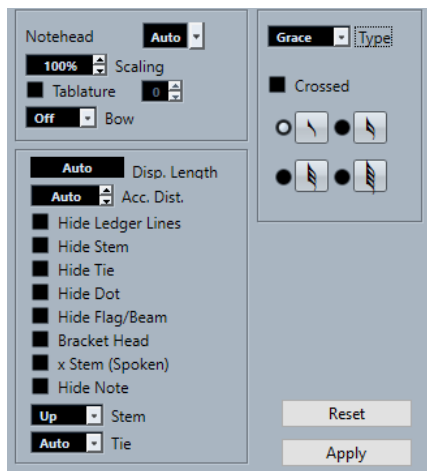 Notehead Auto
100% Scaling
Tablature 0
Off Bow
Auto Disp. Length
Auto Acc. Dist.
Hide Ledger Lines
Hide Stem
Hide Tie
Hide Dot
Hide Flag/Beam
Bracket Head
x Stem (Spoken)
Hide Note
Up Stem
Auto Tie
Grace Type
Crossed
Reset
Apply